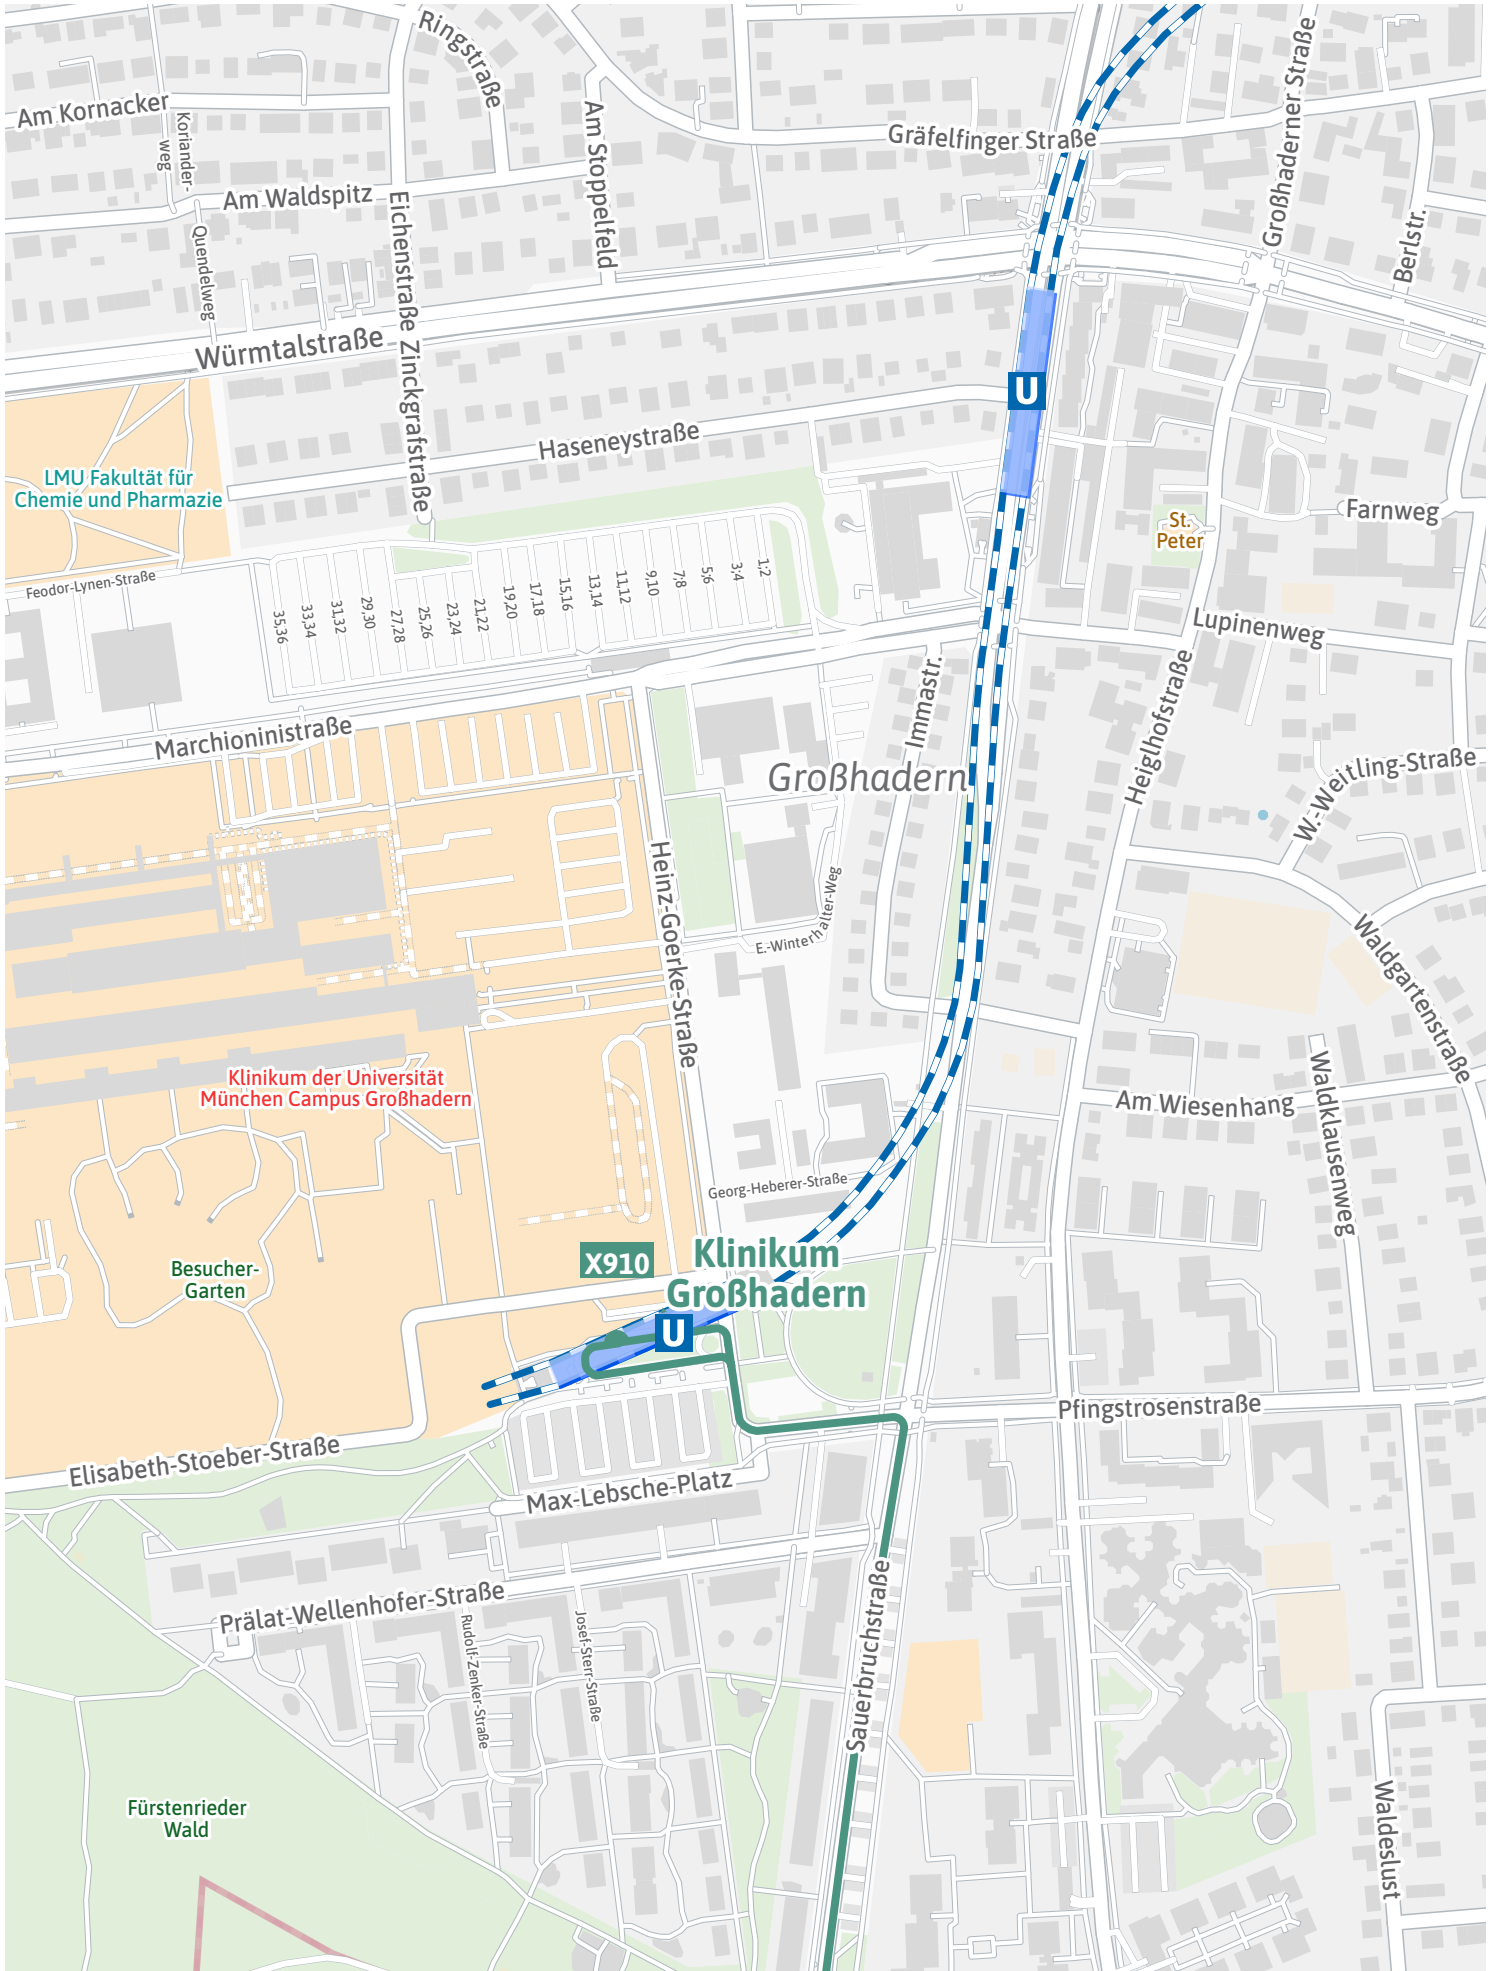 Ringstraße
Großhaderner Straße
Am Kornacker
Koriander-
weg
Am Stoppelfeld
Gräfelfinger Straße
Am Waldspitz
Eichenstraße
Quendelweg
Berlstr.
Würmtalstraße
Zinckgrafstraße
U
Haseneystraße
LMU Fakultät für
Chemie und Pharmazie
St.
Peter
Farnweg
Feodor-Lynen-Straße
35,36
33,34
31,32
29,30
27,28
25,26
23,24
21,22
19,20
17,18
15,16
13,14
11,12
9,10
7;8
5;6
3;4
1;2
Lupinenweg
Immastr.
Heiglhofstraße
Marchioninistraße
Großhadern
W.-Weitling-Straße
Heinz-Goerke-Straße
E.-Winterhalter-Weg
Waldgartenstraße
Klinikum der Universität
München Campus Großhadern
Am Wiesenhang
Waldklausenweg
Georg-Heberer-Straße
Besucher-
Garten
X910
Klinikum
Großhadern
U
Pfingstrosenstraße
Elisabeth-Stoeber-Straße
Max-Lebsche-Platz
Prälat-Wellenhofer-Straße
Rudolf-Zenker-Straße
Josef-Sterr-Straße
Sauerbruchstraße
Fürstenrieder
Wald
Waldeslust